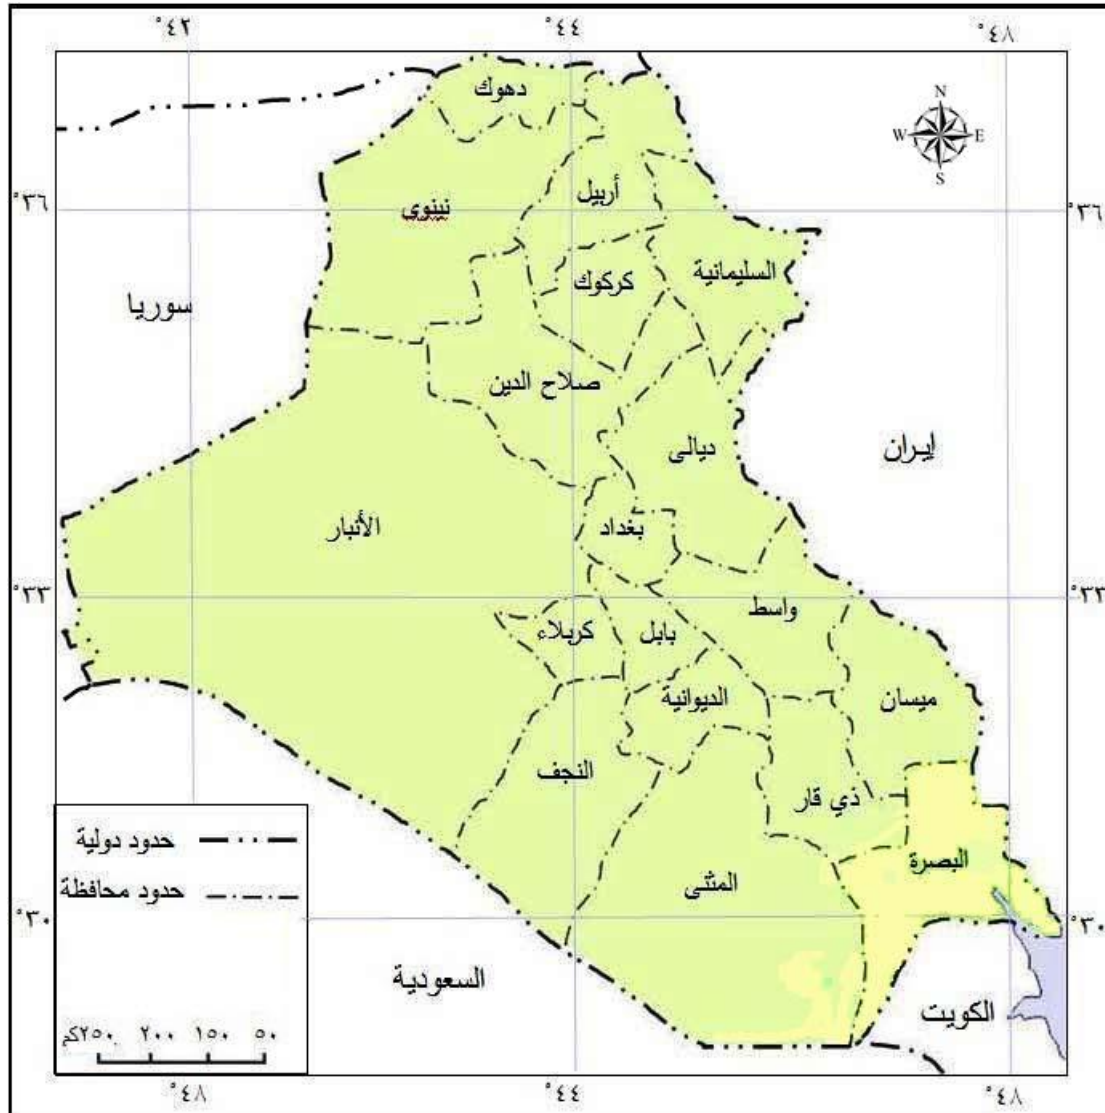 °٤٢ °٤٤ °٤٨
N
W E
S
دهوك
°٣٦ °٣٦
نينوى
أربيل
السليمانية
كركوك
سوريا
صلاح الدين
ديالى
إيران
الأنبار
بغداد
°٣٣ °٣٣
واسط
كربلاء
بابل
الديوانية
ميسان
النجف
ذي قار
المثنى
البصرة
حدود دولية
حدود محافظة
°٣٠ °٣٠
السعودية
الكويت
٥٠ ١٥٠ ٢٠٠ ٢٥٠كم
°٤٨ °٤٤ °٤٨